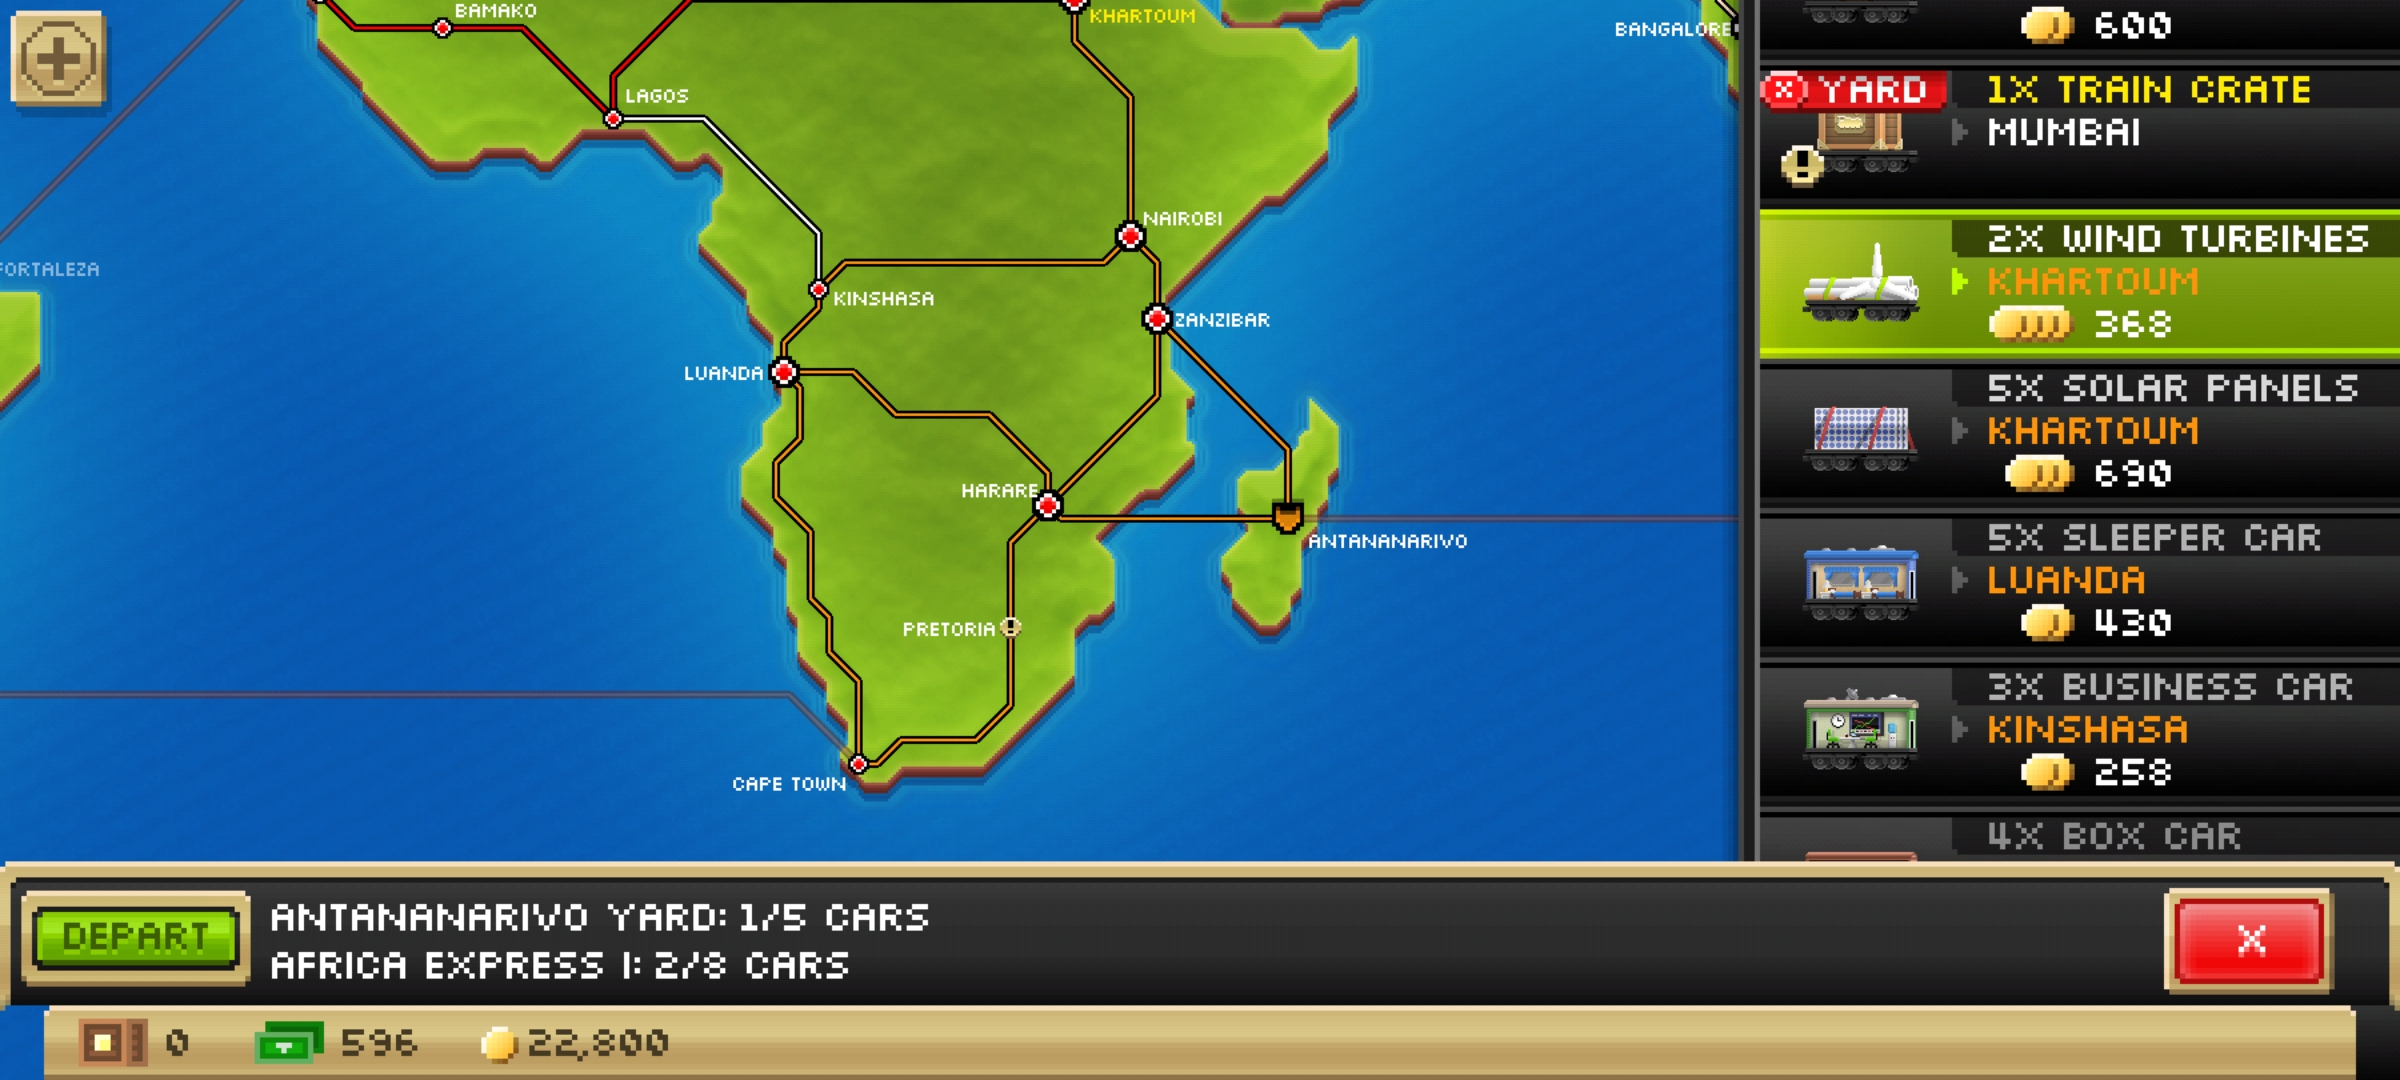 BAMAKO
KHARTOUM
BANGALORE
LAGOS
NAIROBI
FORTALEZA
KINSHASA
ZANZIBAR
LUANDA
HARARE
ANTANANARIVO
PRETORIA
CAPE TOWN
600
YARD
1X TRAIN CRATE
MUMBAI
2X WIND TURBINES
KHARTOUM
368
5X SOLAR PANELS
KHARTOUM
690
5X SLEEPER CAR
LUANDA
430
3X BUSINESS CAR
KINSHASA
258
4X BOX CAR
DEPART
ANTANANARIVO YARD: 1/5 CARS
AFRICA EXPRESS I: 2/8 CARS
X
0
596
22,800